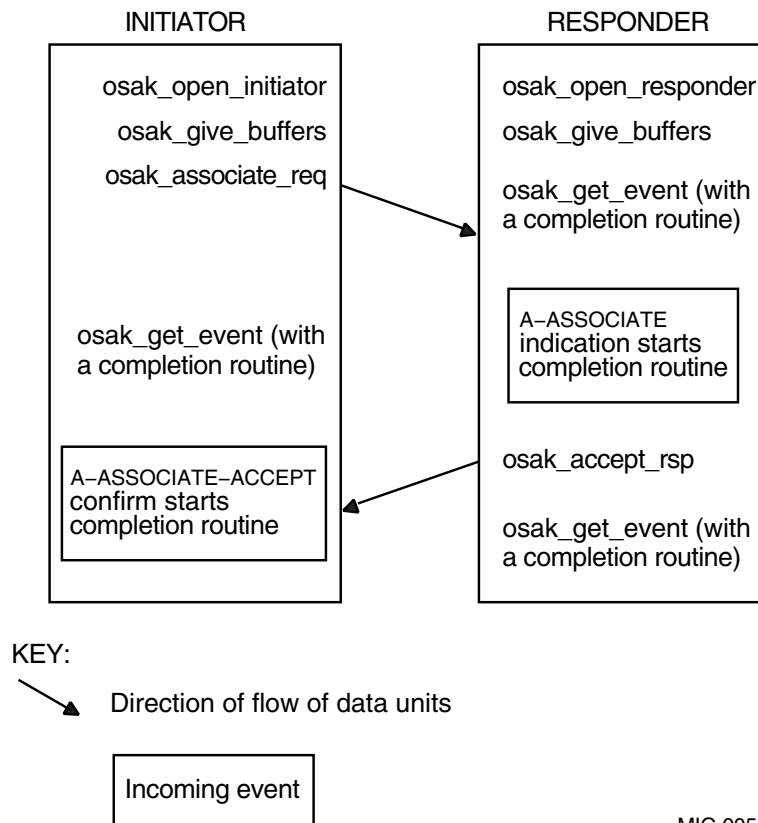 INITIATOR
osak_open_initiator
osak_give_buffers
osak_associate_req
osak_get_event (with
a completion routine)
A–ASSOCIATE–ACCEPT
confirm starts
completion routine
RESPONDER
osak_open_responder
osak_give_buffers
osak_get_event (with
a completion routine)
A–ASSOCIATE
indication starts
completion routine
osak_accept_rsp
osak_get_event (with
a completion routine)
KEY:
Direction of flow of data units
Incoming event